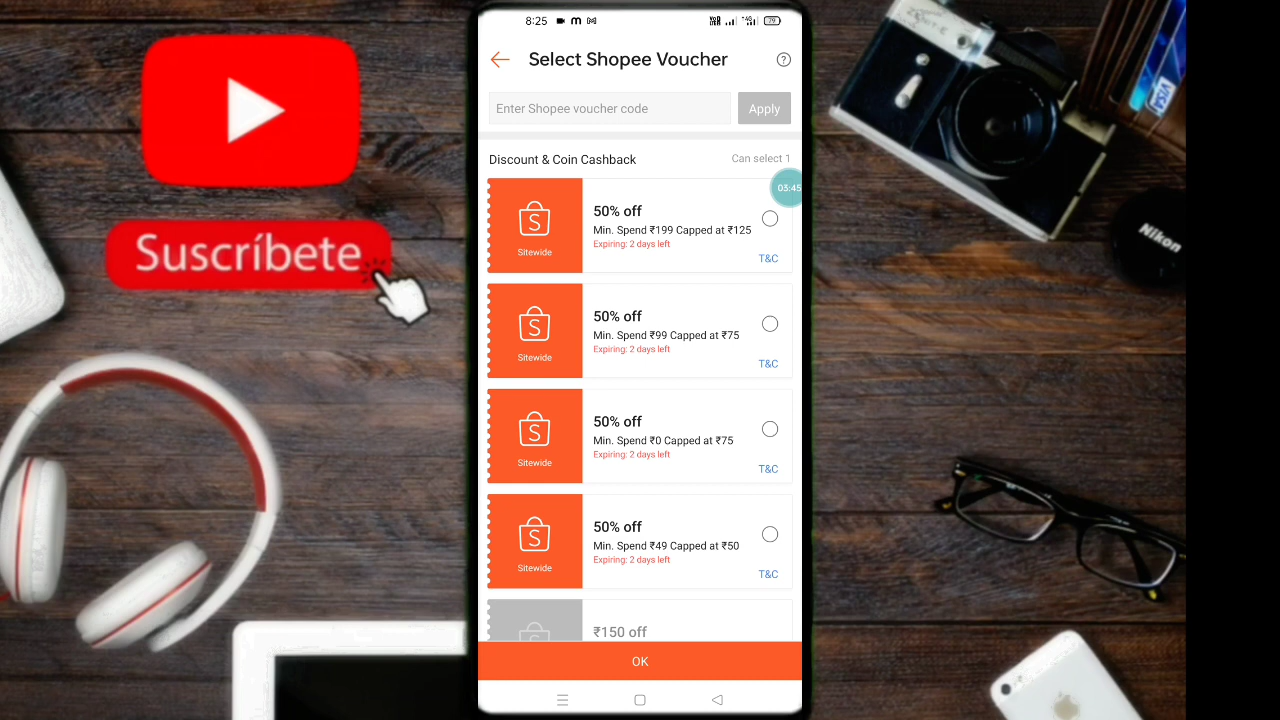 Suscríbete
8:25
79
Select Shopee Voucher
?
Enter Shopee voucher code
Apply
Discount & Coin Cashback
Can select 1
03:45
50% off
Min. Spend ₹199 Capped at ₹125
Expiring: 2 days left
Sitewide
T&C
50% off
Min. Spend ₹99 Capped at ₹75
Expiring: 2 days left
Sitewide
T&C
50% off
Min. Spend ₹0 Capped at ₹75
Expiring: 2 days left
Sitewide
T&C
50% off
Min. Spend ₹49 Capped at ₹50
Expiring: 2 days left
Sitewide
T&C
₹150 off
OK
VISA
Nikon